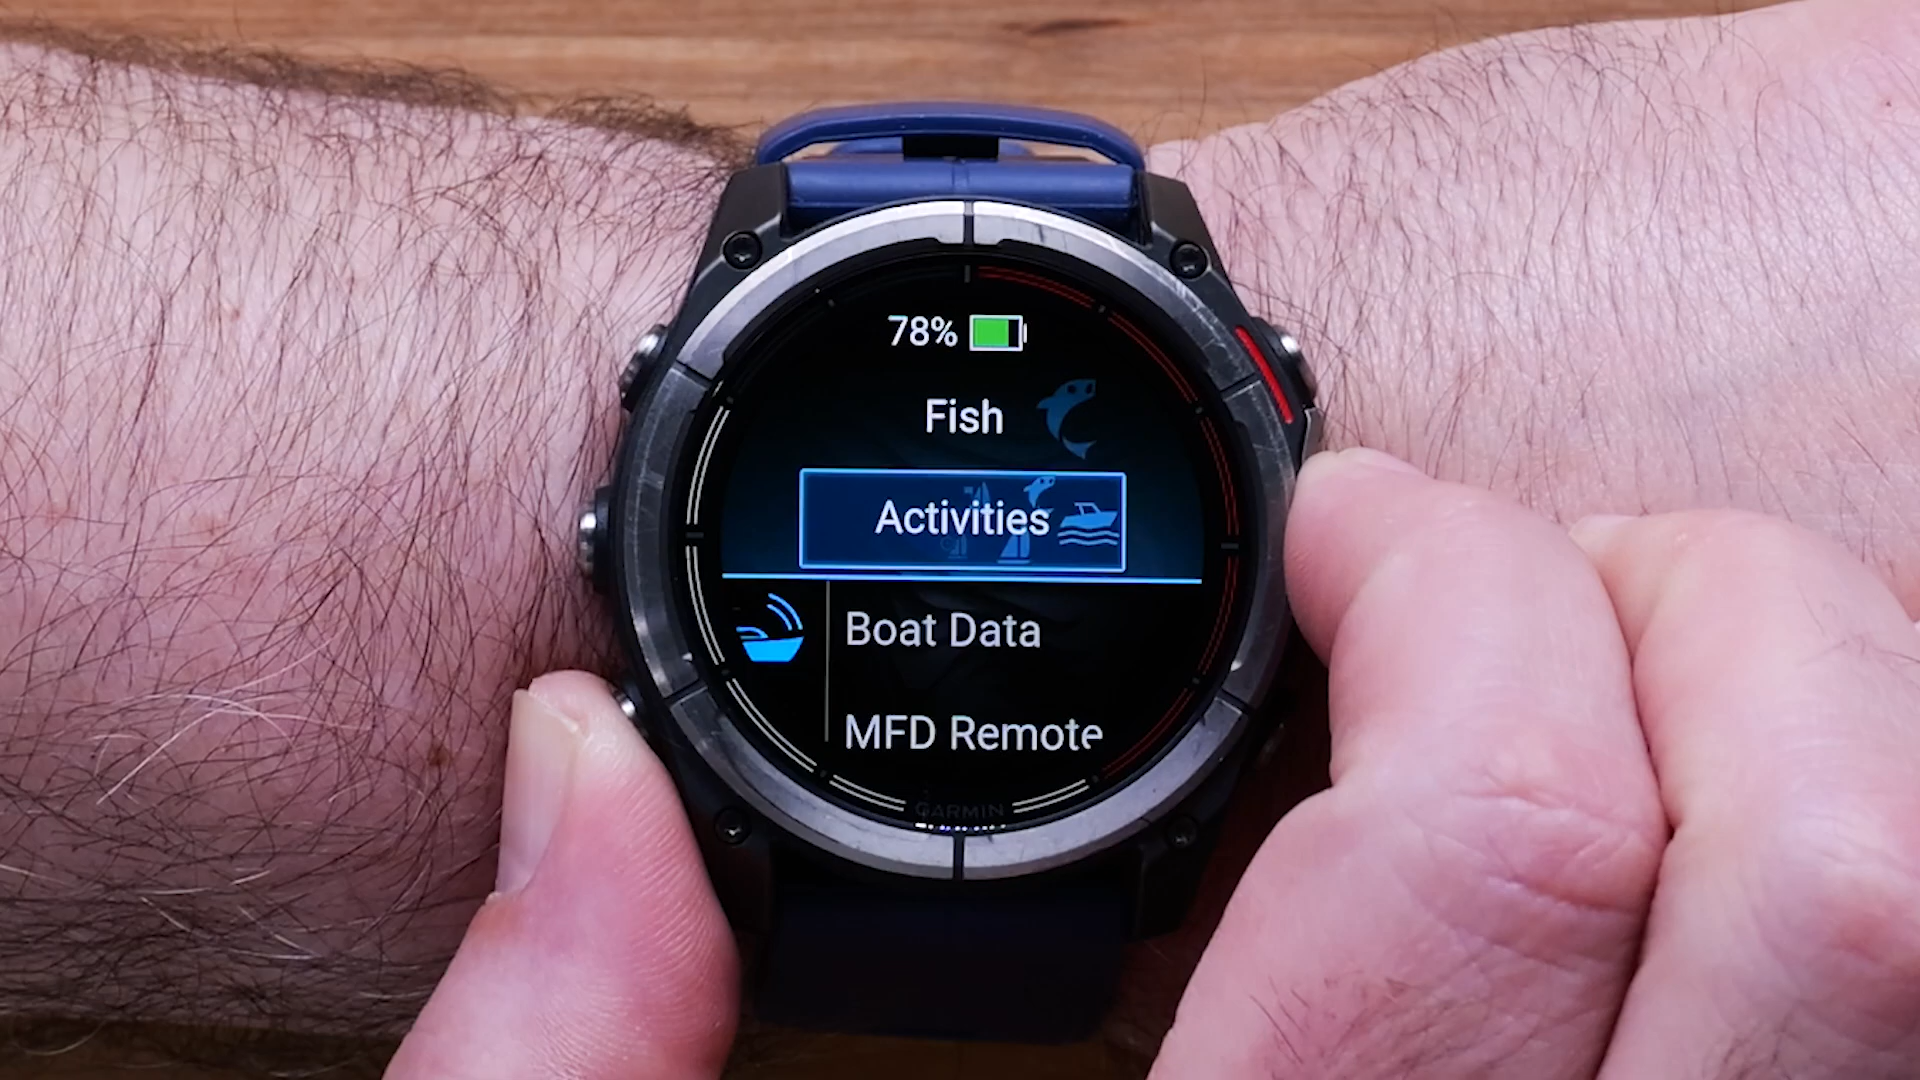 78%
Fish
Activities
Boat Data
MFD Remote
GARMIN